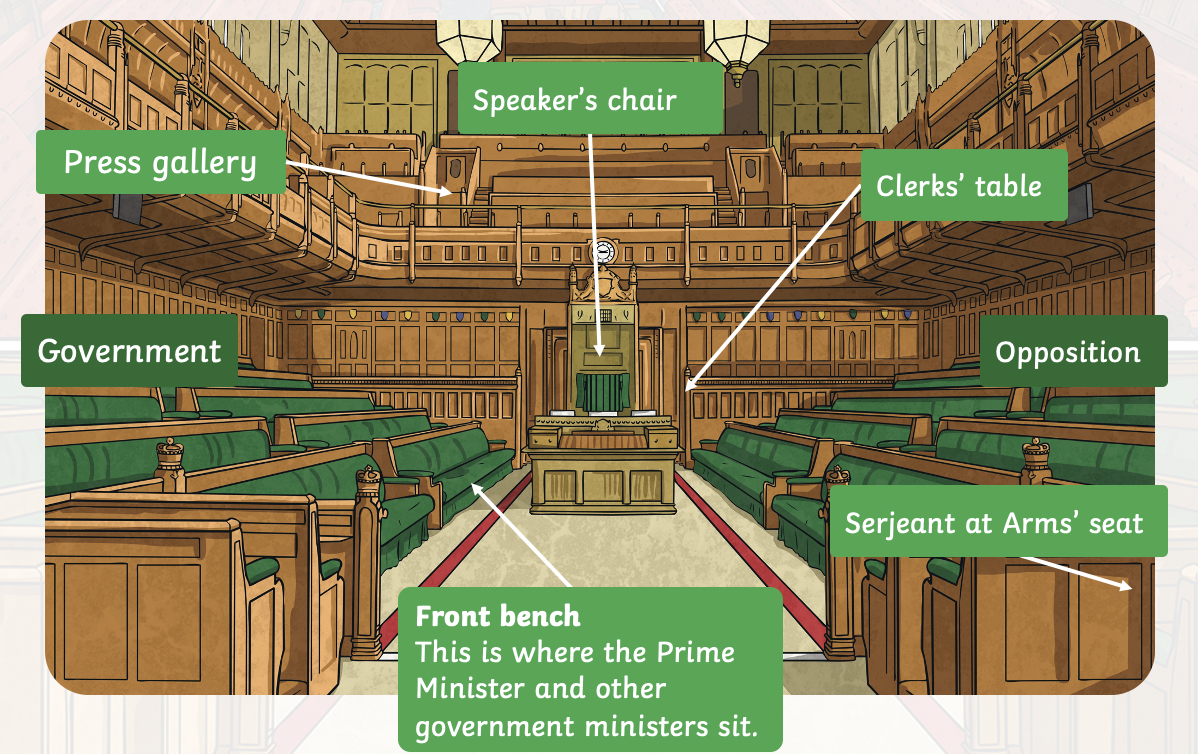 Speaker's chair
Press gallery
Clerks' table
Government
Opposition
Serjeant at Arms' seat
Front bench
This is where the Prime
Minister and other
government ministers sit.